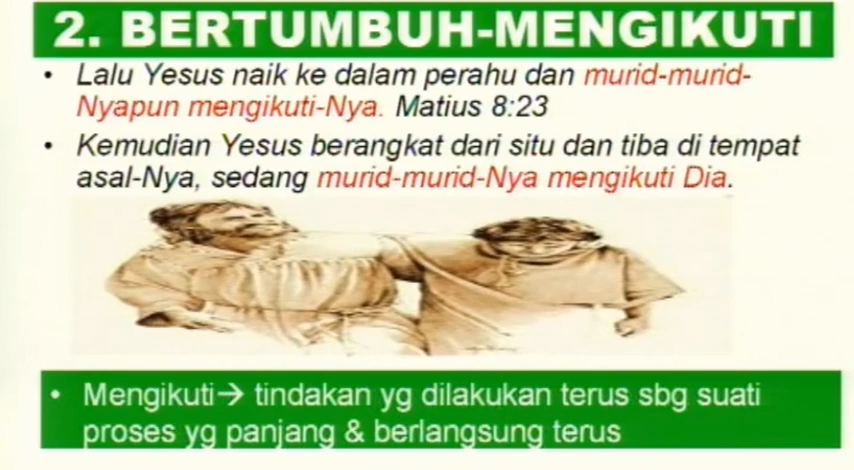 2. BERTUMBUH-MENGIKUTI
• Lalu Yesus naik ke dalam perahu dan murid-murid-
Nyapun mengikuti-Nya. Matius 8:23
• Kemudian Yesus berangkat dari situ dan tiba di tempat
asal-Nya, sedang murid-murid-Nya mengikuti Dia.
• Mengikuti→ tindakan yg dilakukan terus sbg suati
proses yg panjang & berlangsung terus